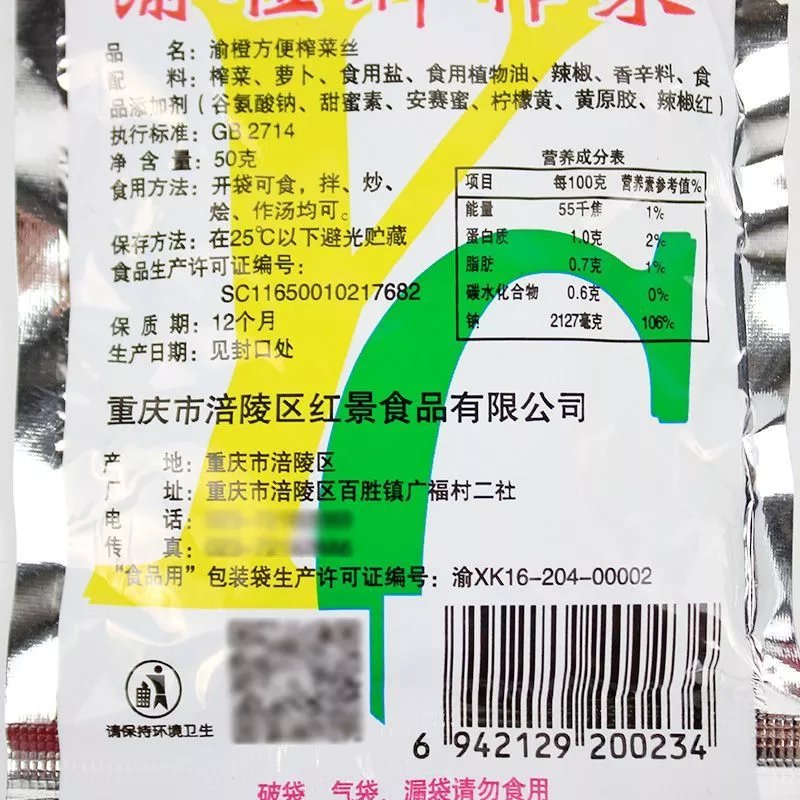 渝橙鲜榨菜
品 名：渝橙方便榨菜丝
配 料：榨菜、萝卜、食用盐、食用植物油、辣椒、香辛料、食
品添加剂（谷氨酸钠、甜蜜素、安赛蜜、柠檬黄、黄原胶、辣椒红）
执行标准：GB 2714
净 含 量：50克
食用方法：开袋可食，拌、炒、
烩、作汤均可。
保存方法：在25℃以下避光贮藏
食品生产许可证编号：
SC11650010217682
保 质 期：12个月
生产日期：见封口处
营养成分表
项目 每100克 营养素参考值%
能量 55千焦 1%
蛋白质 1.0克 2%
脂肪 0.7克 1%
碳水化合物 0.6克 0%
钠 2127毫克 106%
重庆市涪陵区红景食品有限公司
产 地：重庆市涪陵区
厂 址：重庆市涪陵区百胜镇广福村二社
电 话：
传 真：
“食品用”包装袋生产许可证编号：渝XK16-204-00002
请保持环境卫生
6 942129 200234
破袋、气袋、漏袋请勿食用